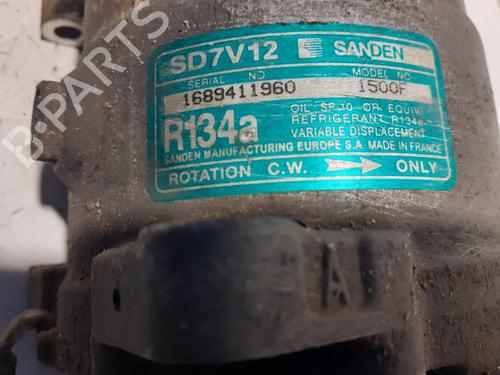 SD7V12 SANDEN
SERIAL NO MODEL NO
1689411960 1500F
OIL SP-10 OR EQUIV
REFRIGERANT R134a
R134a VARIABLE DISPLACEMENT
SANDEN MANUFACTURING EUROPE S.A MADE IN FRANCE
ROTATION C.W. ONLY
A
B-PARTS